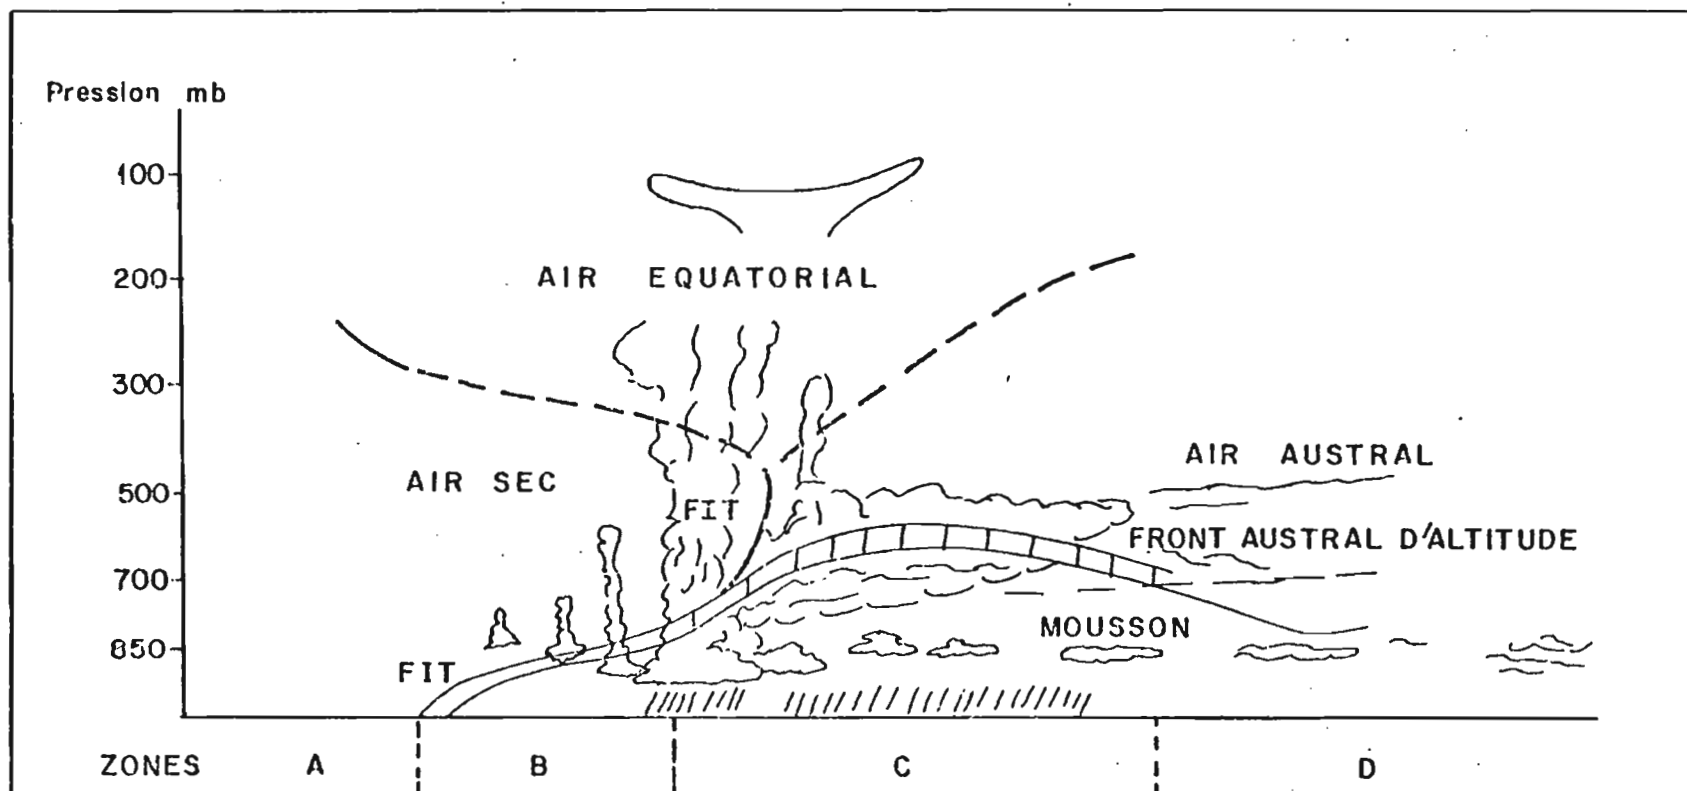 Pression mb
100
200
AIR EQUATORIAL
300
AIR AUSTRAL
AIR SEC
500
FIT
FRONT AUSTRAL D'ALTITUDE
700
MOUSSON
850
FIT
ZONES A B C D